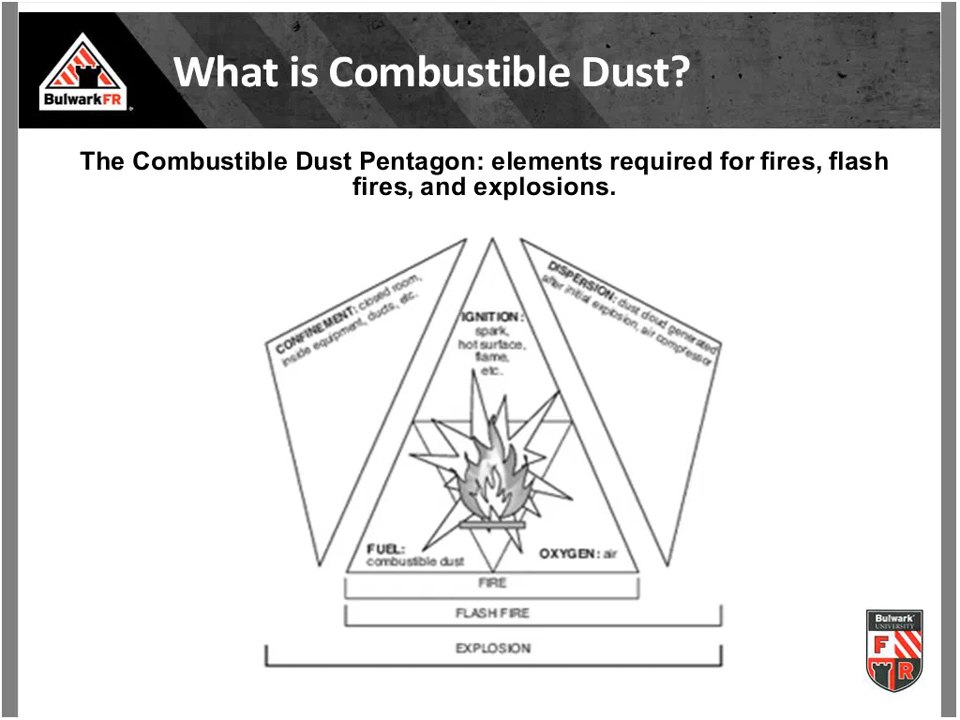 What is Combustible Dust?
BulwarkFR
The Combustible Dust Pentagon: elements required for fires, flash
fires, and explosions.
CONFINEMENT: closed room,
inside equipment, ducts, etc.
IGNITION:
spark,
hot surface,
flame,
etc.
DISPERSION: dust cloud generated
after initial explosion, air compressor
FUEL:
combustible dust
OXYGEN: air
FIRE
FLASH FIRE
EXPLOSION
Bulwark
UNIVERSITY
F
R